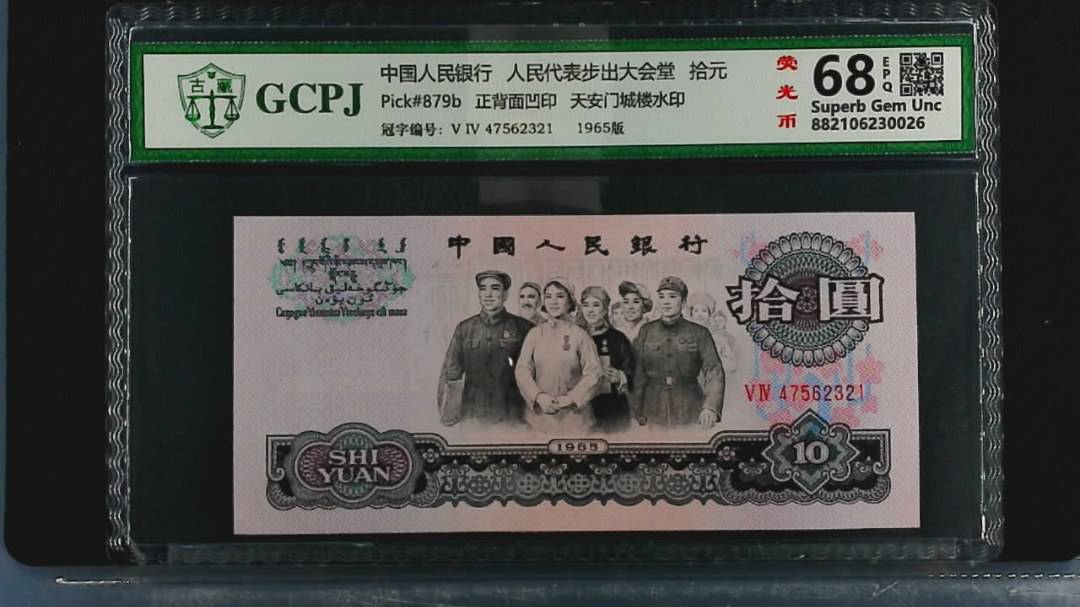 古藏
GCPJ
中国人民银行 人民代表步出大会堂 拾元
Pick#879b 正背面凹印 天安门城楼水印
冠字编号: V IV 47562321 1965版
荧光币
68
EPQ
Superb Gem Unc
882106230026
中國人民銀行
拾圓
VIV 47562321
1965
SHI
YUAN
10